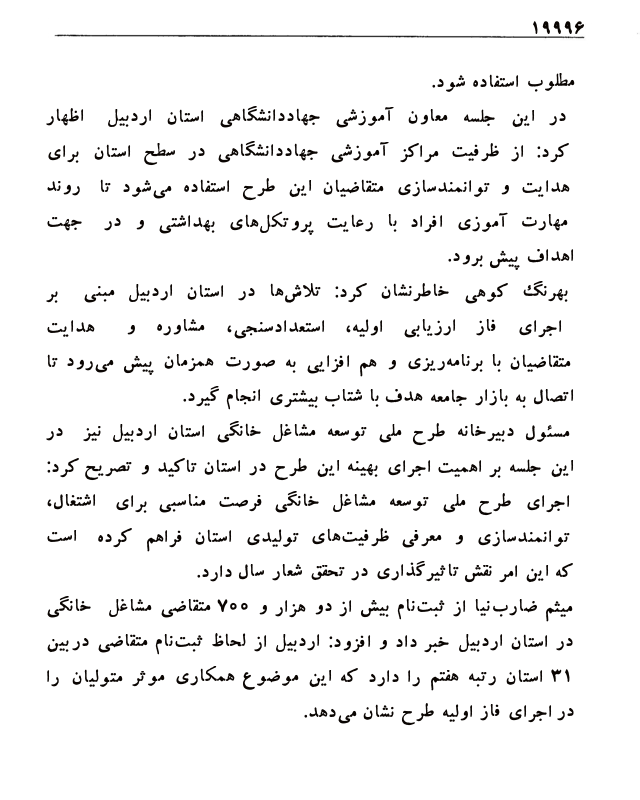 ۱۹۹۹۶
مطلوب استفاده شود.
در این جلسه معاون آموزشی جهاددانشگاهی استان اردبیل اظهار
کرد: از ظرفیت مراکز آموزشی جهاددانشگاهی در سطح استان برای
هدایت و توانمندسازی متقاضیان این طرح استفاده می‌شود تا روند
مهارت آموزی افراد با رعایت پروتکل‌های بهداشتی و در جهت
اهداف پیش برود.
بهرنگ کوهی خاطرنشان کرد: تلاش‌ها در استان اردبیل مبنی بر
اجرای فاز ارزیابی اولیه، استعدادسنجی، مشاوره و هدایت
متقاضیان با برنامه‌ریزی و هم افزایی به صورت همزمان پیش می‌رود تا
اتصال به بازار جامعه هدف با شتاب بیشتری انجام گیرد.
مسئول دبیرخانه طرح ملی توسعه مشاغل خانگی استان اردبیل نیز در
این جلسه بر اهمیت اجرای بهینه این طرح در استان تاکید و تصریح کرد:
اجرای طرح ملی توسعه مشاغل خانگی فرصت مناسبی برای اشتغال،
توانمندسازی و معرفی ظرفیت‌های تولیدی استان فراهم کرده است
که این امر نقش تاثیرگذاری در تحقق شعار سال دارد.
میثم ضارب‌نیا از ثبت‌نام بیش از دو هزار و ۷۰۰ متقاضی مشاغل خانگی
در استان اردبیل خبر داد و افزود: اردبیل از لحاظ ثبت‌نام متقاضی در بین
۳۱ استان رتبه هفتم را دارد که این موضوع همکاری موثر متولیان را
در اجرای فاز اولیه طرح نشان می‌دهد.